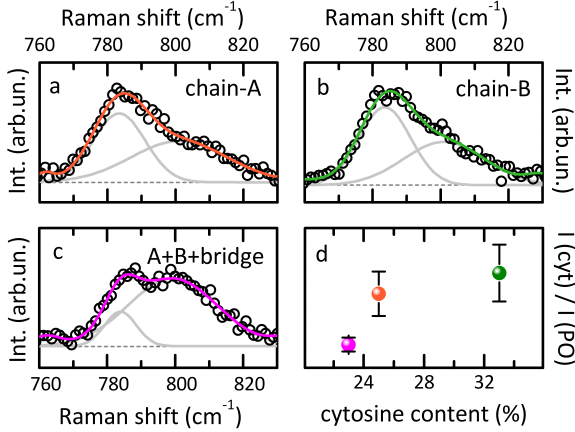 Raman shift (cm⁻¹) Raman shift (cm⁻¹)
760 780 800 820 760 780 800 820
a chain-A b chain-B
Int. (arb.un.) Int. (arb.un.)
c A+B+bridge d
Int. (arb.un.) I (cyt) / I (PO)
760 780 800 820 24 28 32
Raman shift (cm⁻¹) cytosine content (%)